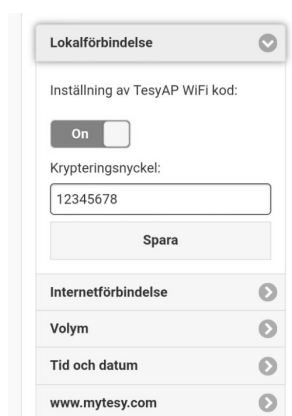 Lokalförbindelse
Inställning av TesyAP WiFi kod:
On
Krypteringsnyckel:
12345678
Spara
Internetförbindelse
Volym
Tid och datum
www.mytesy.com